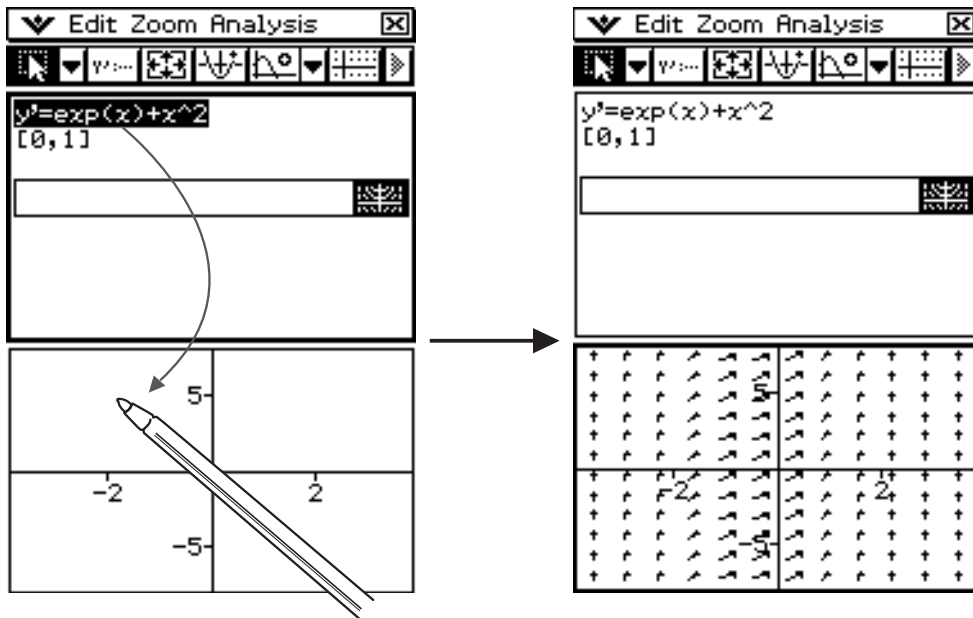 Edit Zoom Analysis
y'=exp(x)+x^2
[0,1]
5
-2
2
-5
Edit Zoom Analysis
y'=exp(x)+x^2
[0,1]
5
-2
2
-5